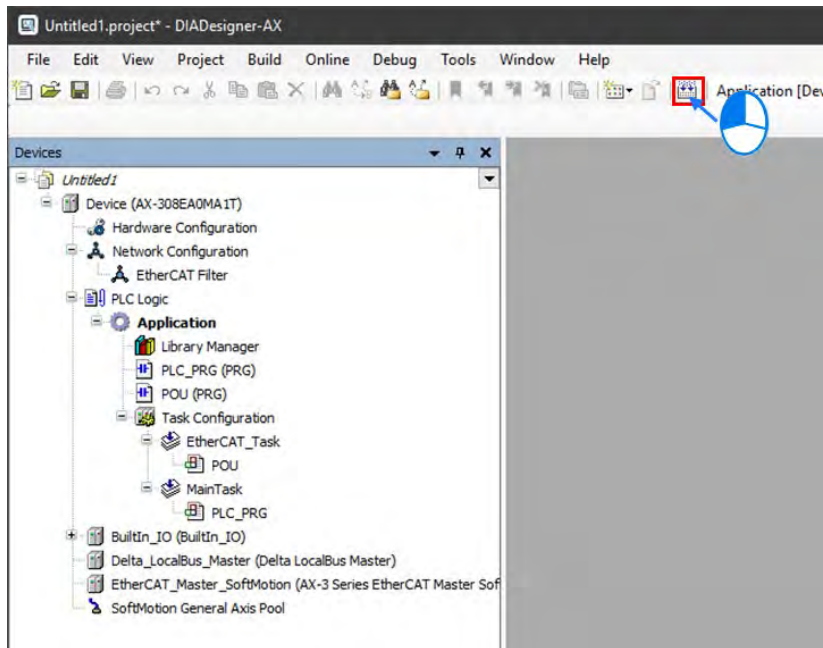 Untitled1.project* - DIADesigner-AX
File Edit View Project Build Online Debug Tools Window Help
Application [Dev
Devices
Untitled1
Device (AX-308EA0MA1T)
Hardware Configuration
Network Configuration
EtherCAT Filter
PLC Logic
Application
Library Manager
PLC_PRG (PRG)
POU (PRG)
Task Configuration
EtherCAT_Task
POU
MainTask
PLC_PRG
BuiltIn_IO (BuiltIn_IO)
Delta_LocalBus_Master (Delta LocalBus Master)
EtherCAT_Master_SoftMotion (AX-3 Series EtherCAT Master Sof
SoftMotion General Axis Pool